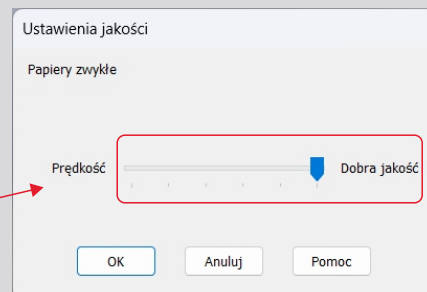 Ustawienia jakości
Papiery zwykłe
Prędkość
Dobra jakość
OK
Anuluj
Pomoc